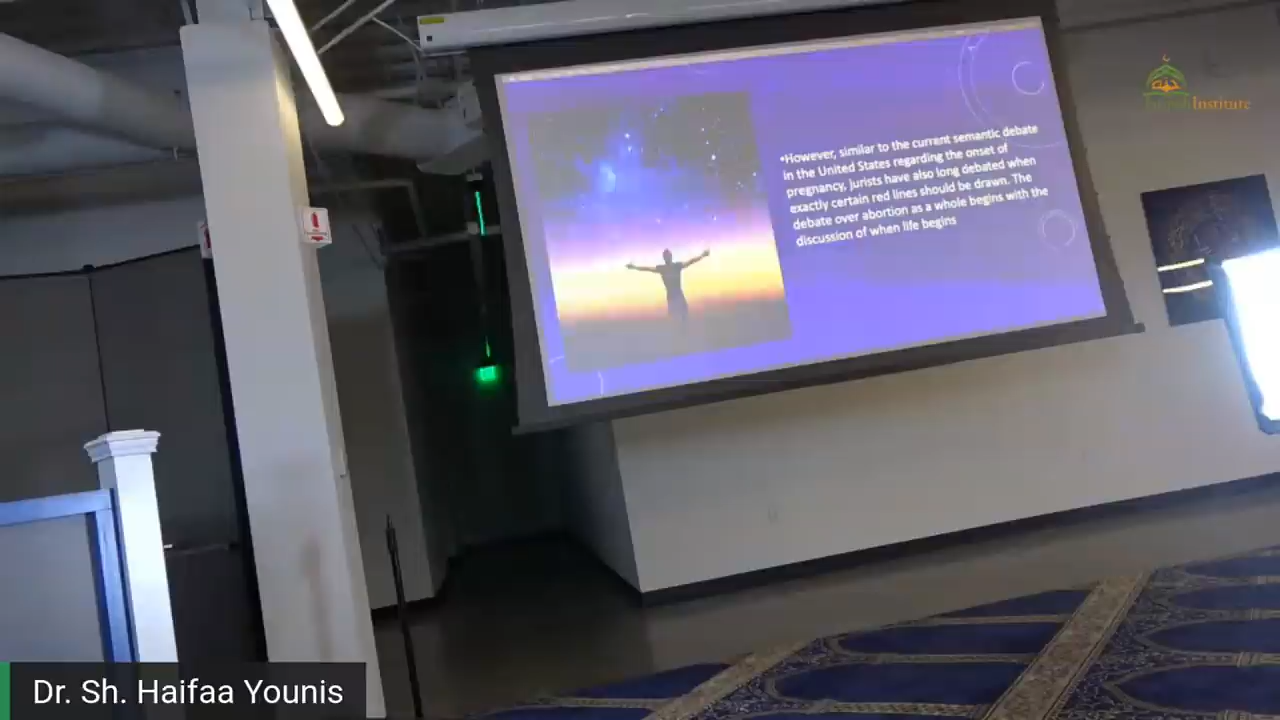 •However, similar to the current semantic debate
in the United States regarding the onset of
pregnancy, jurists have also long debated when
exactly certain red lines should be drawn. The
debate over abortion as a whole begins with the
discussion of when life begins
Institute
Dr. Sh. Haifaa Younis